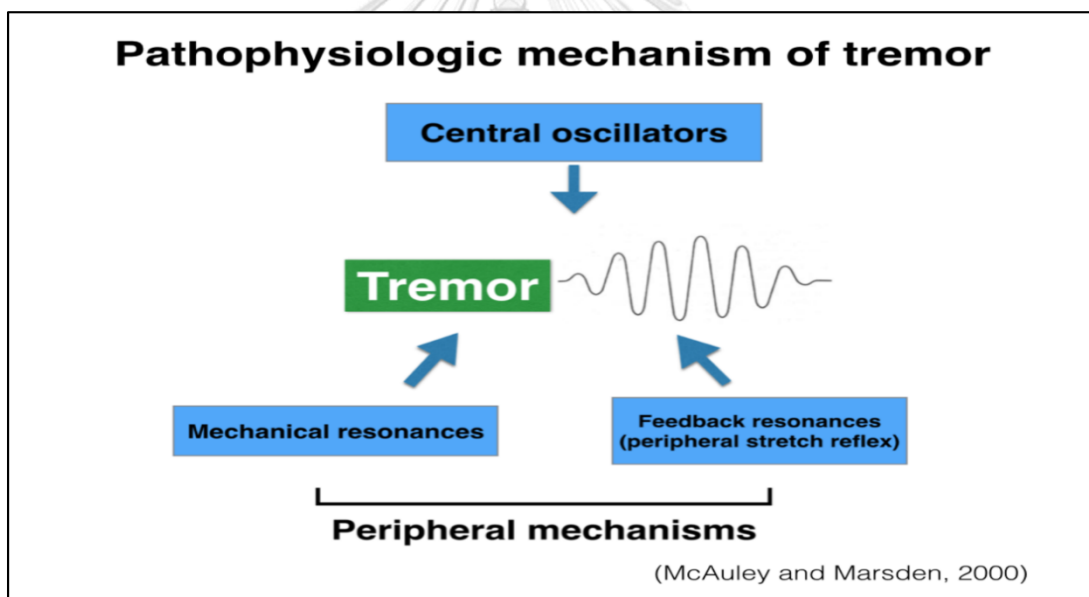 Pathophysiologic mechanism of tremor
Central oscillators
Tremor
Mechanical resonances
Feedback resonances
(peripheral stretch reflex)
Peripheral mechanisms
(McAuley and Marsden, 2000)